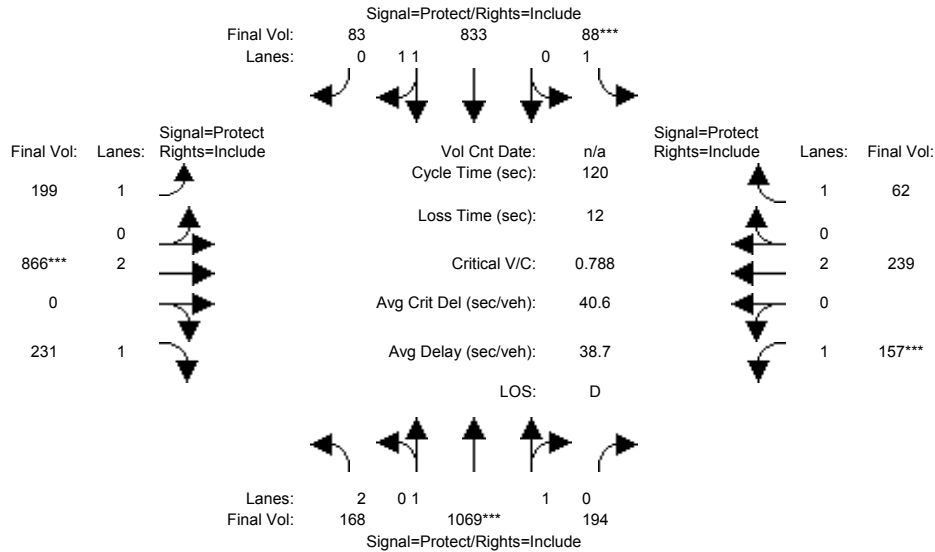 Signal=Protect/Rights=Include
Final Vol: 83 833 88***
Lanes: 0 1 1 0 1
Signal=Protect
Final Vol: Lanes: Rights=Include
Vol Cnt Date: n/a
Signal=Protect
Rights=Include Lanes: Final Vol:
Cycle Time (sec): 120
199 1
1 62
Loss Time (sec): 12
0
0
866*** 2
Critical V/C: 0.788
2 239
0
Avg Crit Del (sec/veh): 40.6
0
231 1
Avg Delay (sec/veh): 38.7
1 157***
LOS: D
Lanes: 2 0 1 1 0
Final Vol: 168 1069*** 194
Signal=Protect/Rights=Include